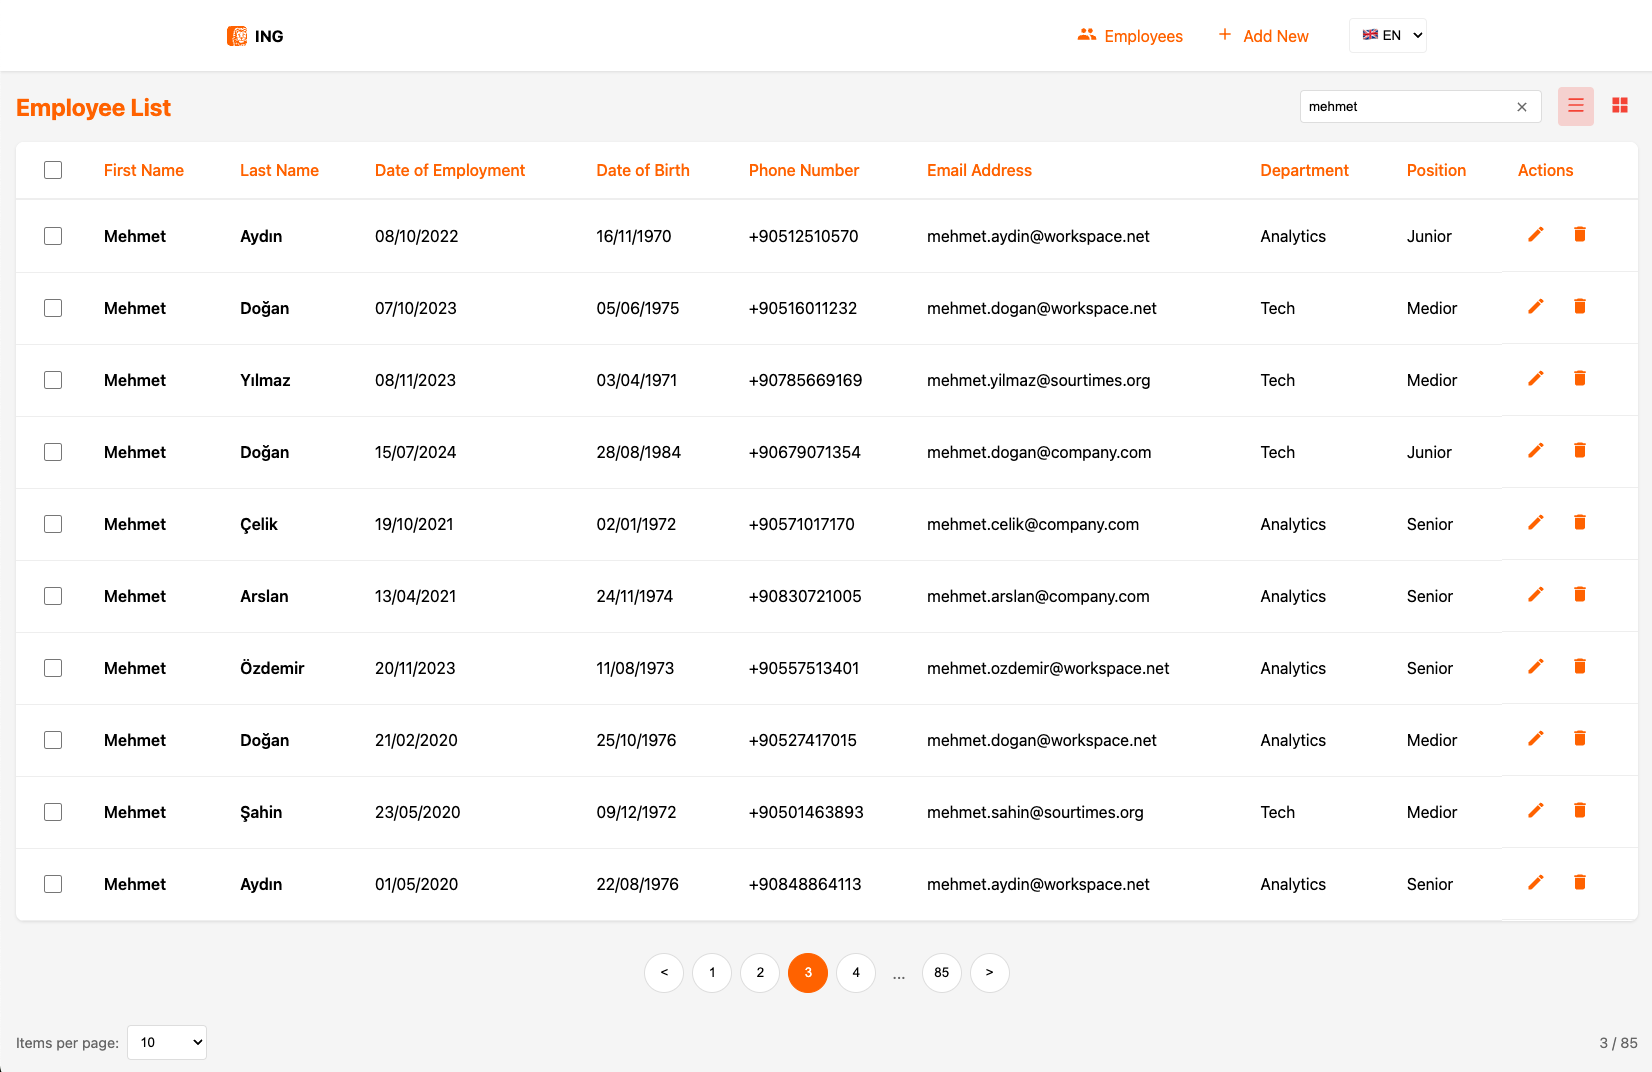 ING
Employees
Add New
EN
Employee List
mehmet
First Name Last Name Date of Employment Date of Birth Phone Number Email Address Department Position Actions
Mehmet Aydın 08/10/2022 16/11/1970 +90512510570 mehmet.aydin@workspace.net Analytics Junior
Mehmet Doğan 07/10/2023 05/06/1975 +90516011232 mehmet.dogan@workspace.net Tech Medior
Mehmet Yılmaz 08/11/2023 03/04/1971 +90785669169 mehmet.yilmaz@sourtimes.org Tech Medior
Mehmet Doğan 15/07/2024 28/08/1984 +90679071354 mehmet.dogan@company.com Tech Junior
Mehmet Çelik 19/10/2021 02/01/1972 +90571017170 mehmet.celik@company.com Analytics Senior
Mehmet Arslan 13/04/2021 24/11/1974 +90830721005 mehmet.arslan@company.com Analytics Senior
Mehmet Özdemir 20/11/2023 11/08/1973 +90557513401 mehmet.ozdemir@workspace.net Analytics Senior
Mehmet Doğan 21/02/2020 25/10/1976 +90527417015 mehmet.dogan@workspace.net Analytics Medior
Mehmet Şahin 23/05/2020 09/12/1972 +90501463893 mehmet.sahin@sourtimes.org Tech Medior
Mehmet Aydın 01/05/2020 22/08/1976 +90848864113 mehmet.aydin@workspace.net Analytics Senior
< 1 2 3 4 ... 85 >
Items per page: 10
3 / 85